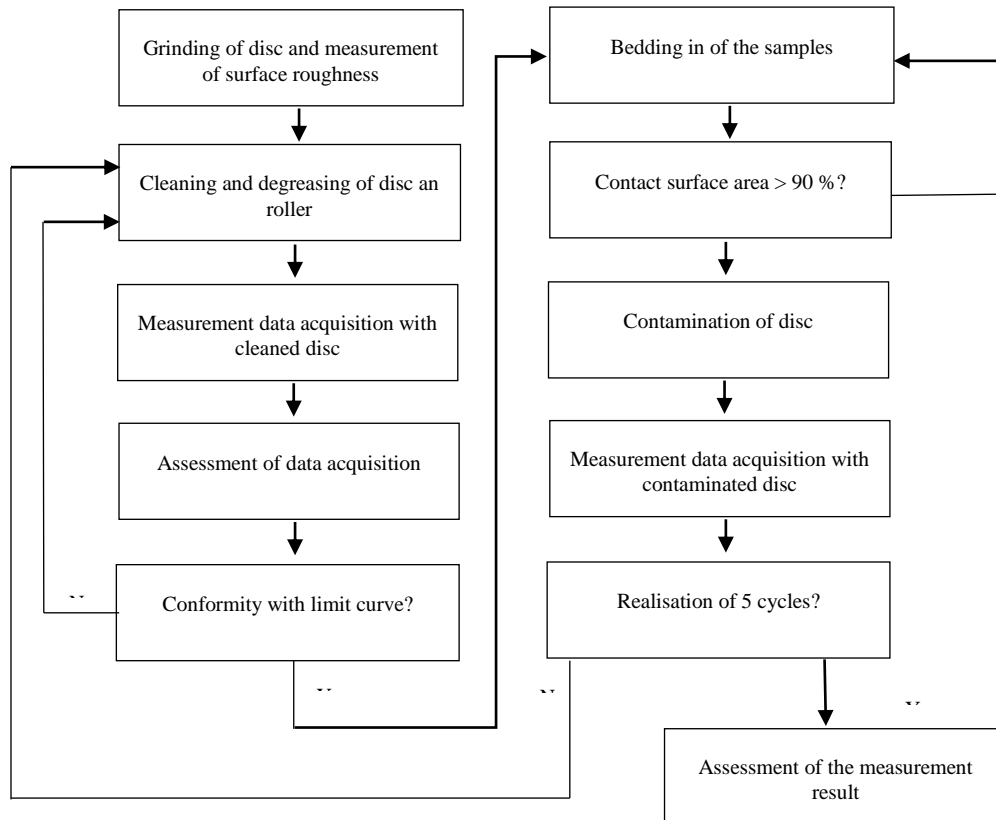 Grinding of disc and measurement
of surface roughness
Cleaning and degreasing of disc an
roller
Measurement data acquisition with
cleaned disc
Assessment of data acquisition
Conformity with limit curve?
Bedding in of the samples
Contact surface area > 90 %?
Contamination of disc
Measurement data acquisition with
contaminated disc
Realisation of 5 cycles?
Assessment of the measurement
result